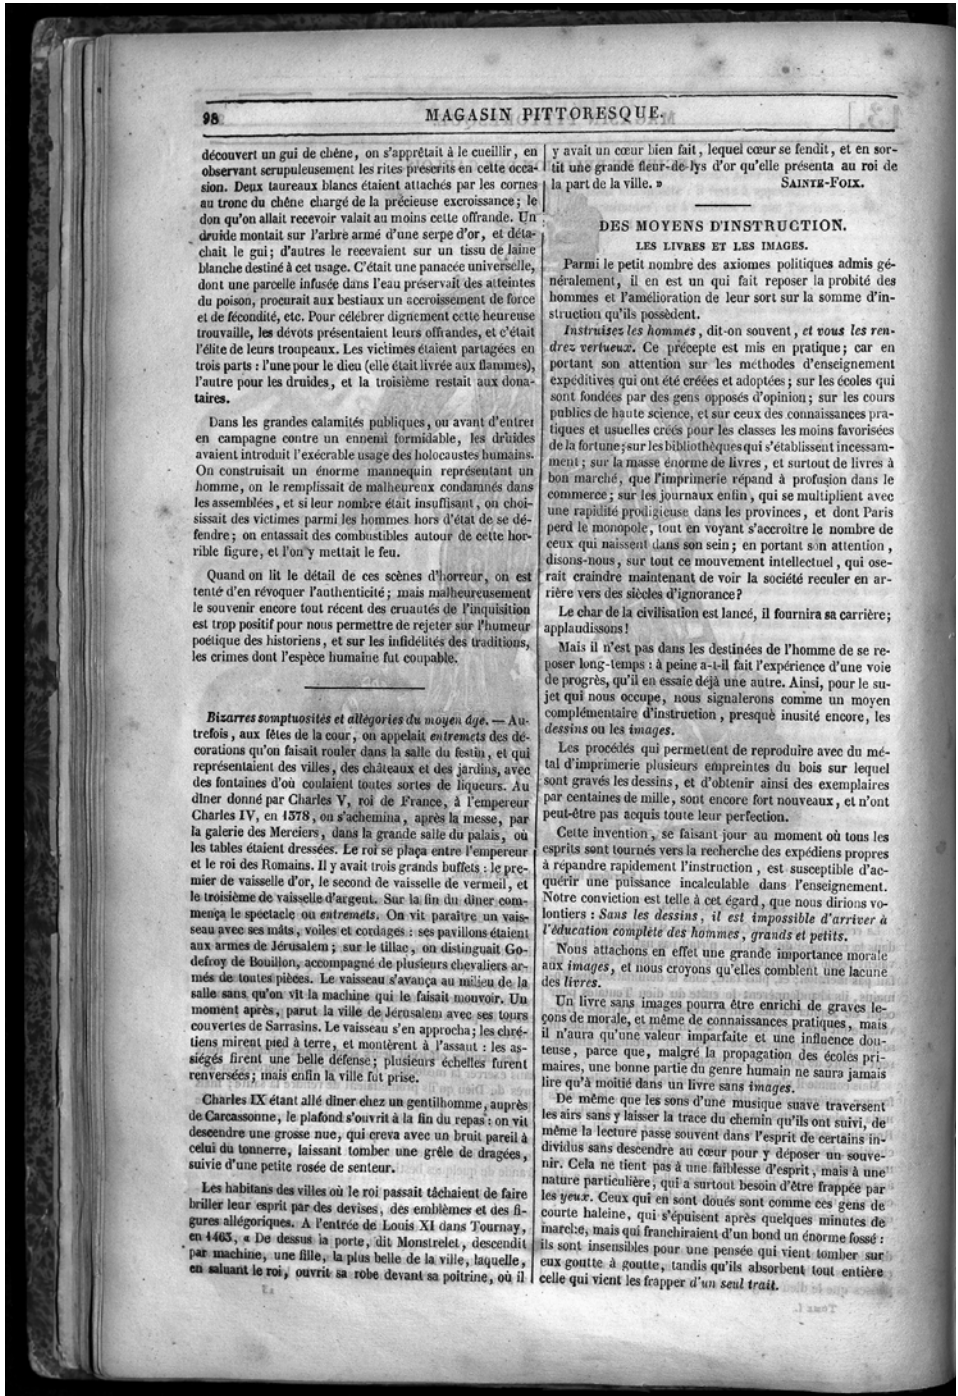 98
MAGASIN PITTORESQUE.
découvert un gui de chêne, on s'apprêtait à le cueillir, en
observant scrupuleusement les rites prescrits en cette occa-
sion. Deux taureaux blancs étaient attachés par les cornes
au tronc du chêne chargé de la précieuse excroissance; le
don qu'on allait recevoir valait au moins cette offrande. Un
druide montait sur l'arbre armé d'une serpe d'or, et déta-
chait le gui; d'autres le recevaient sur un tissu de laine
blanche destiné à cet usage. C'était une panacée universelle,
dont une parcelle infusée dans l'eau préservait des atteintes
du poison, procurait aux bestiaux un accroissement de force
et de fécondité, etc. Pour célébrer dignement cette heureuse
trouvaille, les dévots présentaient leurs offrandes, et c'était
l'élite de leurs troupeaux. Les victimes étaient partagées en
trois parts : l'une pour le dieu (elle était livrée aux flammes),
l'autre pour les druides, et la troisième restait aux dona-
taires.
Dans les grandes calamités publiques, ou avant d'entrer
en campagne contre un ennemi formidable, les druides
avaient introduit l'exécrable usage des holocaustes humains.
On construisait un énorme mannequin représentant un
homme, on le remplissait de malheureux condamnés dans
les assemblées, et si leur nombre était insuffisant, on choi-
sissait des victimes parmi les hommes hors d'état de se dé-
fendre; on entassait des combustibles autour de cette hor-
rible figure, et l'on y mettait le feu.
Quand on lit le détail de ces scènes d'horreur, on est
tenté d'en révoquer l'authenticité; mais malheureusement
le souvenir encore tout récent des cruautés de l'inquisition
est trop positif pour nous permettre de rejeter sur l'humeur
poétique des historiens, et sur les infidélités des traditions,
les crimes dont l'espèce humaine fut coupable.
Bizarres somptuosités et allégories du moyen âge. — Au-
trefois, aux fêtes de la cour, on appelait entremets des dé-
corations qu'on faisait rouler dans la salle du festin, et qui
représentaient des villes, des châteaux et des jardins, avec
des fontaines d'où coulaient toutes sortes de liqueurs. Au
dîner donné par Charles V, roi de France, à l'empereur
Charles IV, en 1378, on s'achemina, après la messe, par
la galerie des Merciers, dans la grande salle du palais, où
les tables étaient dressées. Le roi se plaça entre l'empereur
et le roi des Romains. Il y avait trois grands buffets : le pre-
mier de vaisselle d'or, le second de vaisselle de vermeil, et
le troisième de vaisselle d'argent. Sur la fin du dîner com-
mença le spectacle ou entremets. On vit paraître un vais-
seau avec ses mâts, voiles et cordages : ses pavillons étaient
aux armes de Jérusalem; sur le tillac, on distinguait Go-
defroy de Bouillon, accompagné de plusieurs chevaliers ar-
més de toutes pièces. Le vaisseau s'avança au milieu de la
salle sans qu'on vît la machine qui le faisait mouvoir. Un
moment après, parut la ville de Jérusalem avec ses tours
couvertes de Sarrasins. Le vaisseau s'en approcha; les chré-
tiens mirent pied à terre, et montèrent à l'assaut : les as-
siégés firent une belle défense; plusieurs échelles furent
renversées; mais enfin la ville fut prise.
Charles IX étant allé dîner chez un gentilhomme, auprès
de Carcassonne, le plafond s'ouvrit à la fin du repas : on vit
descendre une grosse nue, qui creva avec un bruit pareil à
celui du tonnerre, laissant tomber une grêle de dragées,
suivie d'une petite rosée de senteur.
Les habitans des villes où le roi passait tâchaient de faire
briller leur esprit par des devises, des emblèmes et des fi-
gures allégoriques. A l'entrée de Louis XI dans Tournay,
en 1463, « De dessus la porte, dit Monstrelet, descendit
par machine, une fille, la plus belle de la ville, laquelle,
en saluant le roi, ouvrit sa robe devant sa poitrine, où il
y avait un cœur bien fait, lequel cœur se fendit, et en sor-
tit une grande fleur-de-lys d'or qu'elle présenta au roi de
la part de la ville. » SAINTE-FOIX.
DES MOYENS D'INSTRUCTION.
LES LIVRES ET LES IMAGES.
Parmi le petit nombre des axiomes politiques admis gé-
néralement, il en est un qui fait reposer la probité des
hommes et l'amélioration de leur sort sur la somme d'in-
struction qu'ils possèdent.
Instruisez les hommes, dit-on souvent, et vous les ren-
drez vertueux. Ce précepte est mis en pratique; car en
portant son attention sur les méthodes d'enseignement
expéditives qui ont été créées et adoptées; sur les écoles qui
sont fondées par des gens opposés d'opinion; sur les cours
publics de haute science, et sur ceux des connaissances pra-
tiques et usuelles créés pour les classes les moins favorisées
de la fortune; sur les bibliothèques qui s'établissent incessam-
ment; sur la masse énorme de livres, et surtout de livres à
bon marché, que l'imprimerie répand à profusion dans le
commerce; sur les journaux enfin, qui se multiplient avec
une rapidité prodigieuse dans les provinces, et dont Paris
perd le monopole, tout en voyant s'accroître le nombre de
ceux qui naissent dans son sein; en portant son attention,
disons-nous, sur tout ce mouvement intellectuel, qui ose-
rait craindre maintenant de voir la société reculer en ar-
rière vers des siècles d'ignorance?
Le char de la civilisation est lancé, il fournira sa carrière;
applaudissons!
Mais il n'est pas dans les destinées de l'homme de se re-
poser long-temps : à peine a-t-il fait l'expérience d'une voie
de progrès, qu'il en essaie déjà une autre. Ainsi, pour le su-
jet qui nous occupe, nous signalerons comme un moyen
complémentaire d'instruction, presque inusité encore, les
dessins ou les images.
Les procédés qui permettent de reproduire avec du mé-
tal d'imprimerie plusieurs empreintes du bois sur lequel
sont gravés les dessins, et d'obtenir ainsi des exemplaires
par centaines de mille, sont encore fort nouveaux, et n'ont
peut-être pas acquis toute leur perfection.
Cette invention, se faisant jour au moment où tous les
esprits sont tournés vers la recherche des expédiens propres
à répandre rapidement l'instruction, est susceptible d'ac-
quérir une puissance incalculable dans l'enseignement.
Notre conviction est telle à cet égard, que nous dirions vo-
lontiers : Sans les dessins, il est impossible d'arriver à
l'éducation complète des hommes, grands et petits.
Nous attachons en effet une grande importance morale
aux images, et nous croyons qu'elles comblent une lacune
des livres.
Un livre sans images pourra être enrichi de graves le-
çons de morale, et même de connaissances pratiques, mais
il n'aura qu'une valeur imparfaite et une influence dou-
teuse, parce que, malgré la propagation des écoles pri-
maires, une bonne partie du genre humain ne saura jamais
lire qu'à moitié dans un livre sans images.
De même que les sons d'une musique suave traversent
les airs sans y laisser la trace du chemin qu'ils ont suivi, de
même la lecture passe souvent dans l'esprit de certains in-
dividus sans descendre au cœur pour y déposer un souve-
nir. Cela ne tient pas à une faiblesse d'esprit, mais à une
nature particulière, qui a surtout besoin d'être frappée par
les yeux. Ceux qui en sont doués sont comme ces gens de
courte haleine, qui s'épuisent après quelques minutes de
marche, mais qui franchiraient d'un bond un énorme fossé :
ils sont insensibles pour une pensée qui vient tomber sur
eux goutte à goutte, tandis qu'ils absorbent tout entière
celle qui vient les frapper d'un seul trait.